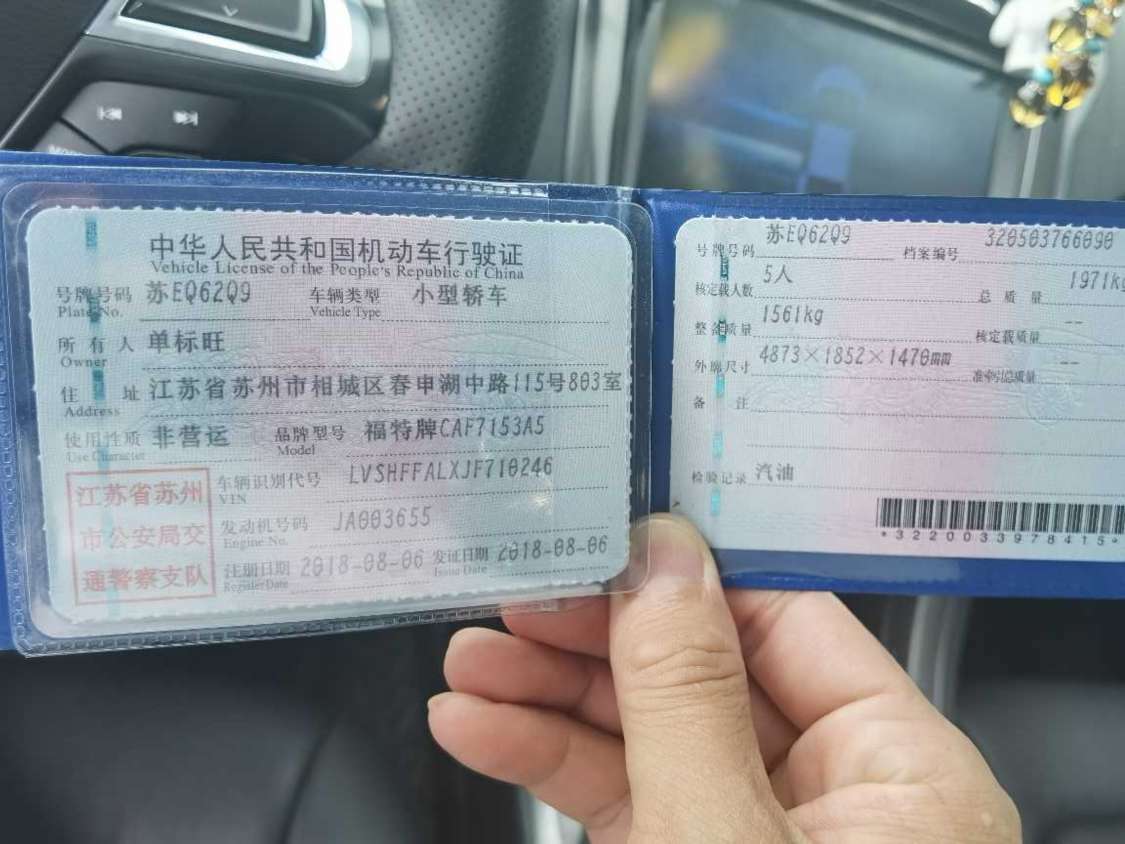 中华人民共和国机动车行驶证
Vehicle License of the People's Republic of China
号牌号码 苏EQ62Q9 车辆类型 小型轿车
Plate No. Vehicle Type
所有人 单标旺
Owner
住址 江苏省苏州市相城区春申湖中路115号803室
Address
使用性质 非营运 品牌型号 福特牌CAF7153A5
Use Character Model
江苏省苏州
市公安局交
通警察支队
车辆识别代号 LVSHFFALXJF710246
VIN
发动机号码 JA003655
Engine No.
注册日期 2018-08-06 发证日期 2018-08-06
Register Date Issue Date
号牌号码 苏EQ62Q9 档案编号 320503766090
核定载人数 5人 总质量 1971kg
整备质量 1561kg 核定载质量 --
外廓尺寸 4873×1852×1470mm 准牵引总质量 --
备注
检验记录 汽油
*3220033978415*